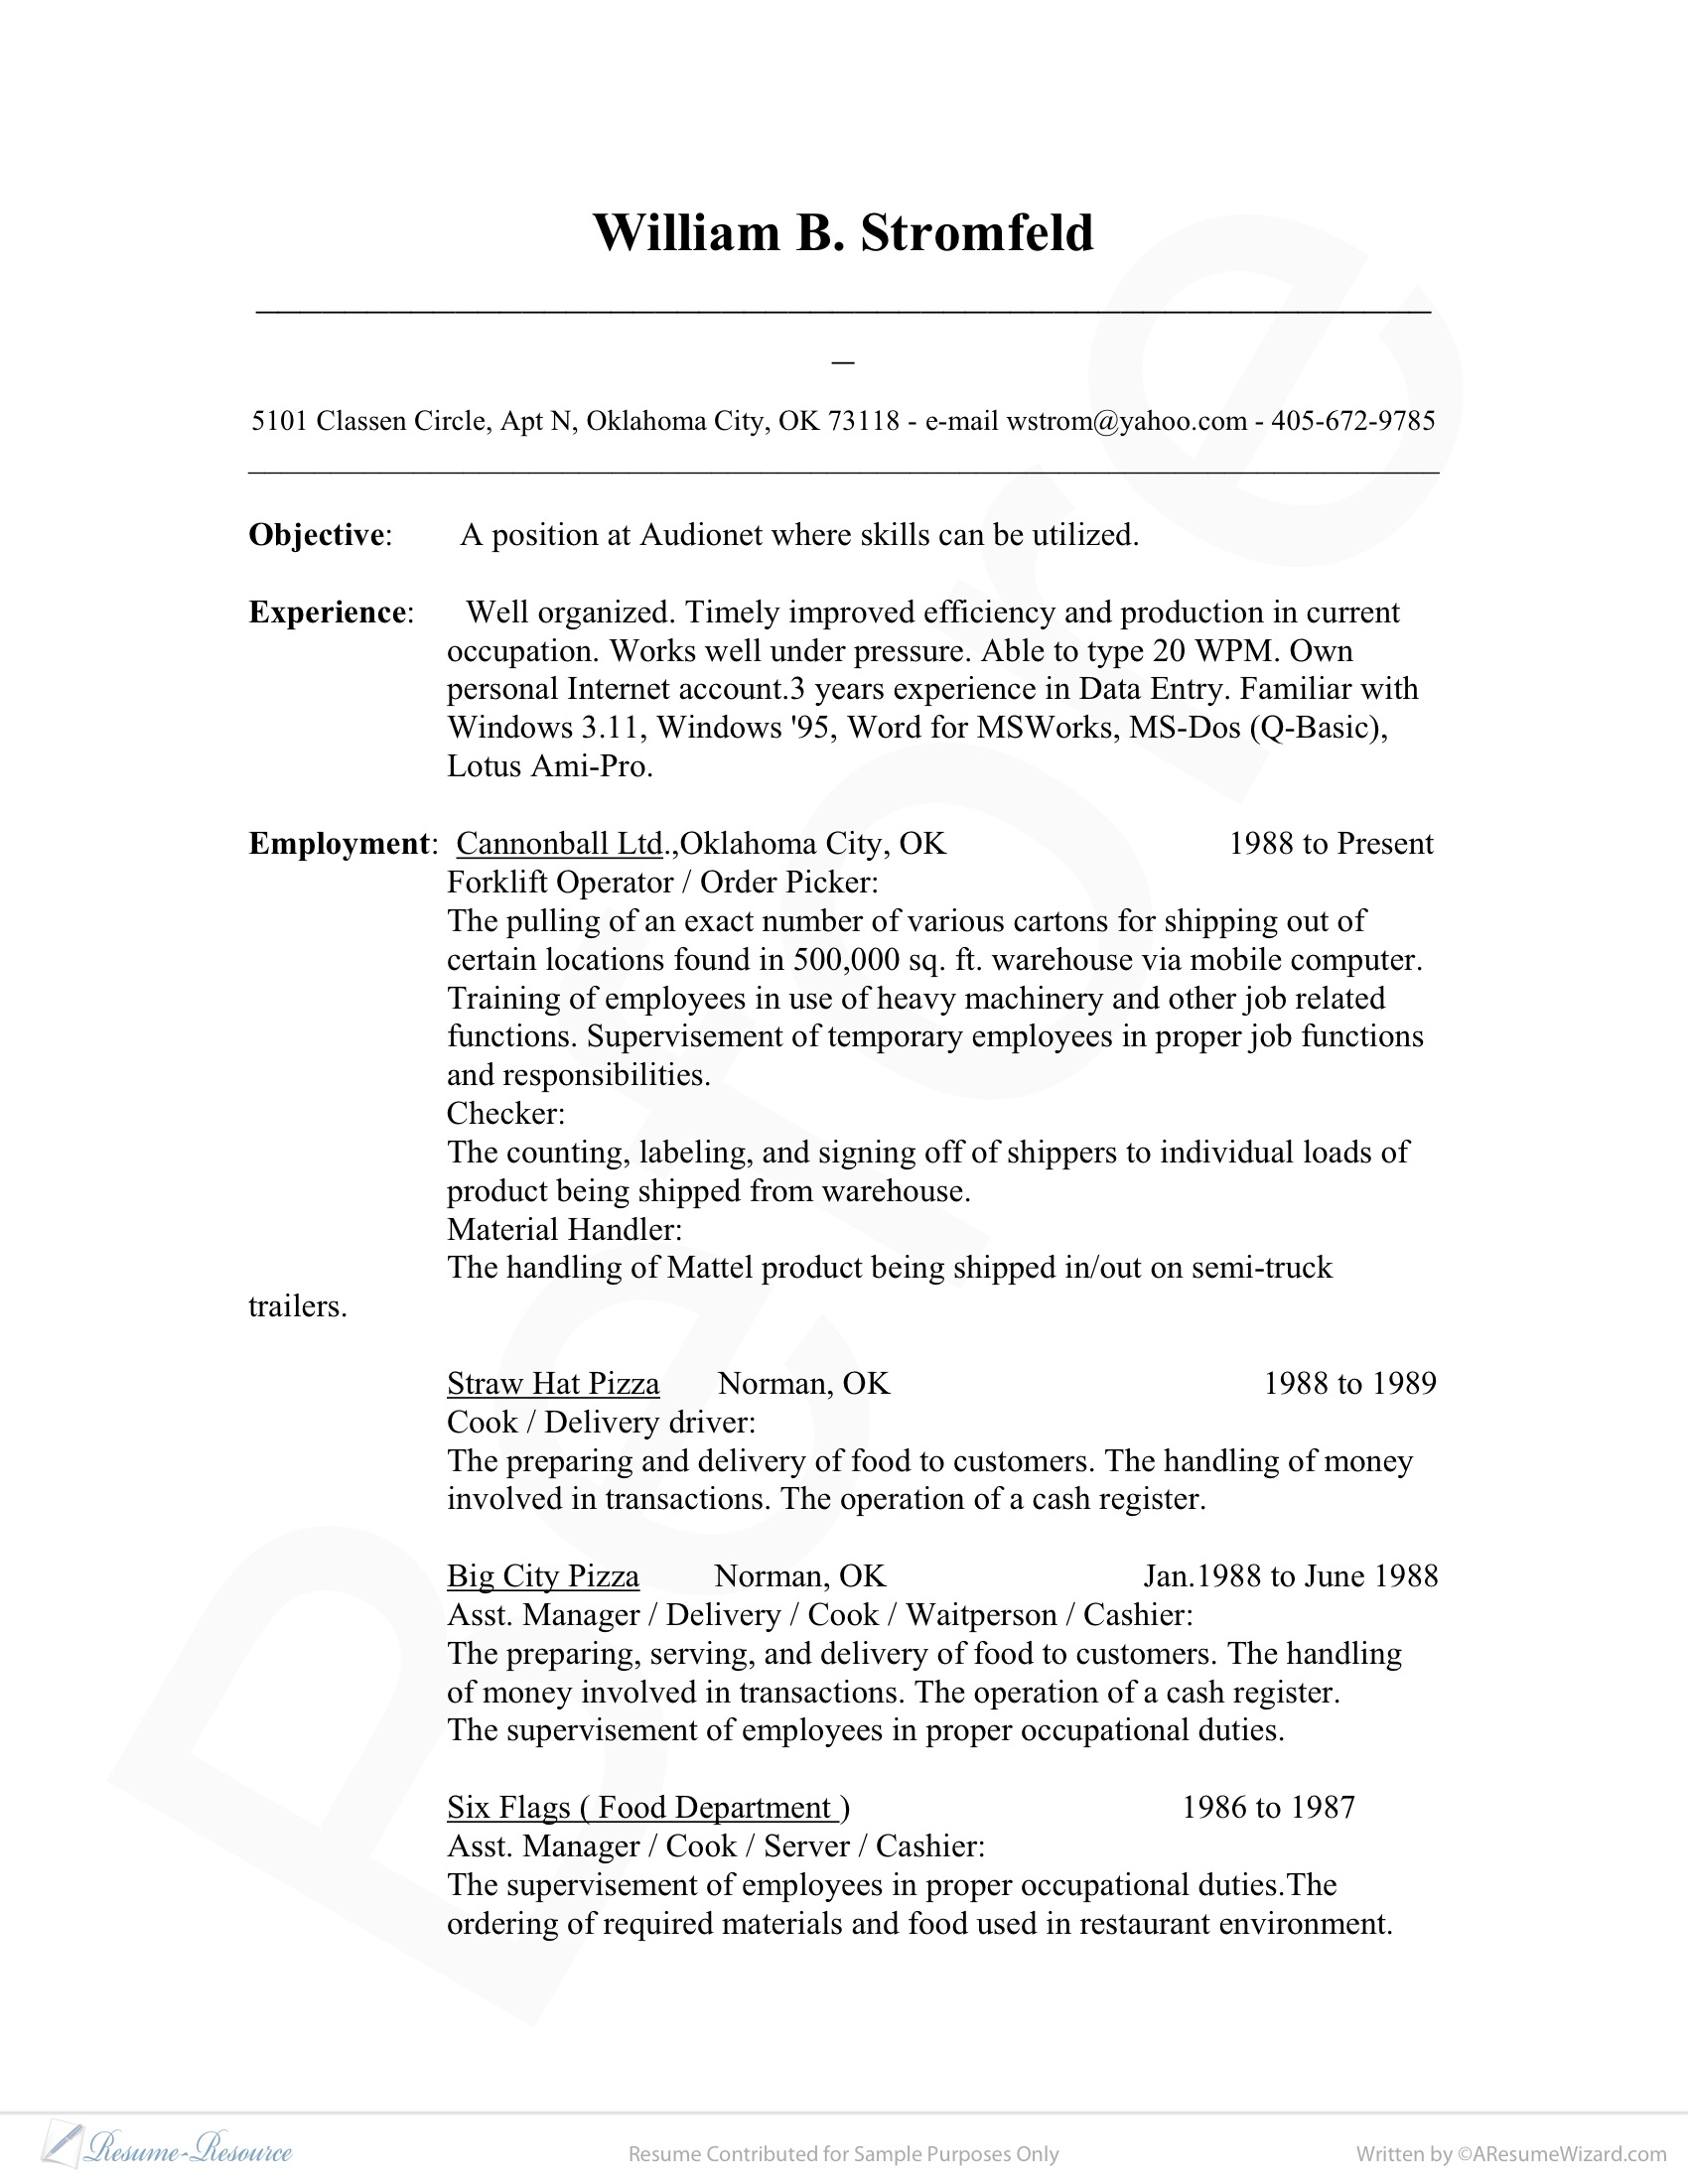 William B. Stromfeld
5101 Classen Circle, Apt N, Oklahoma City, OK 73118 - e-mail wstrom@yahoo.com - 405-672-9785
Objective: A position at Audionet where skills can be utilized.
Experience: Well organized. Timely improved efficiency and production in current
occupation. Works well under pressure. Able to type 20 WPM. Own
personal Internet account.3 years experience in Data Entry. Familiar with
Windows 3.11, Windows '95, Word for MSWorks, MS-Dos (Q-Basic),
Lotus Ami-Pro.
Employment: Cannonball Ltd.,Oklahoma City, OK 1988 to Present
Forklift Operator / Order Picker:
The pulling of an exact number of various cartons for shipping out of
certain locations found in 500,000 sq. ft. warehouse via mobile computer.
Training of employees in use of heavy machinery and other job related
functions. Supervisement of temporary employees in proper job functions
and responsibilities.
Checker:
The counting, labeling, and signing off of shippers to individual loads of
product being shipped from warehouse.
Material Handler:
The handling of Mattel product being shipped in/out on semi-truck
trailers.
Straw Hat Pizza Norman, OK 1988 to 1989
Cook / Delivery driver:
The preparing and delivery of food to customers. The handling of money
involved in transactions. The operation of a cash register.
Big City Pizza Norman, OK Jan.1988 to June 1988
Asst. Manager / Delivery / Cook / Waitperson / Cashier:
The preparing, serving, and delivery of food to customers. The handling
of money involved in transactions. The operation of a cash register.
The supervisement of employees in proper occupational duties.
Six Flags ( Food Department ) 1986 to 1987
Asst. Manager / Cook / Server / Cashier:
The supervisement of employees in proper occupational duties.The
ordering of required materials and food used in restaurant environment.
Before
Resume-Resource Resume Contributed for Sample Purposes Only Written by ©AResumeWizard.com